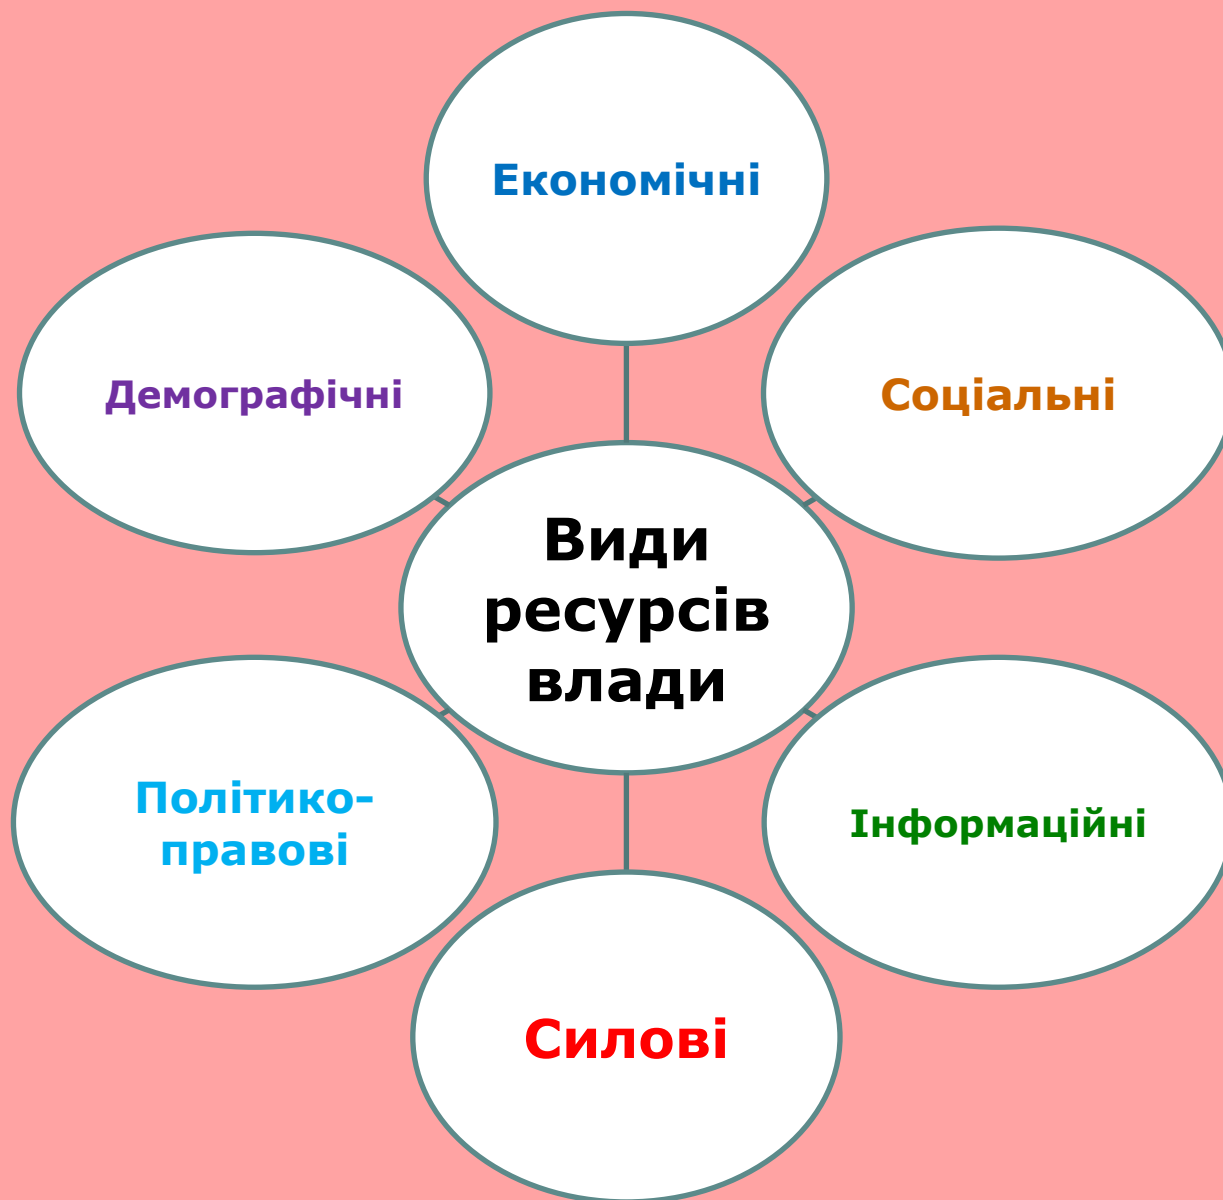 Економічні
Демографічні
Соціальні
Види
ресурсів
влади
Політико-
правові
Інформаційні
Силові